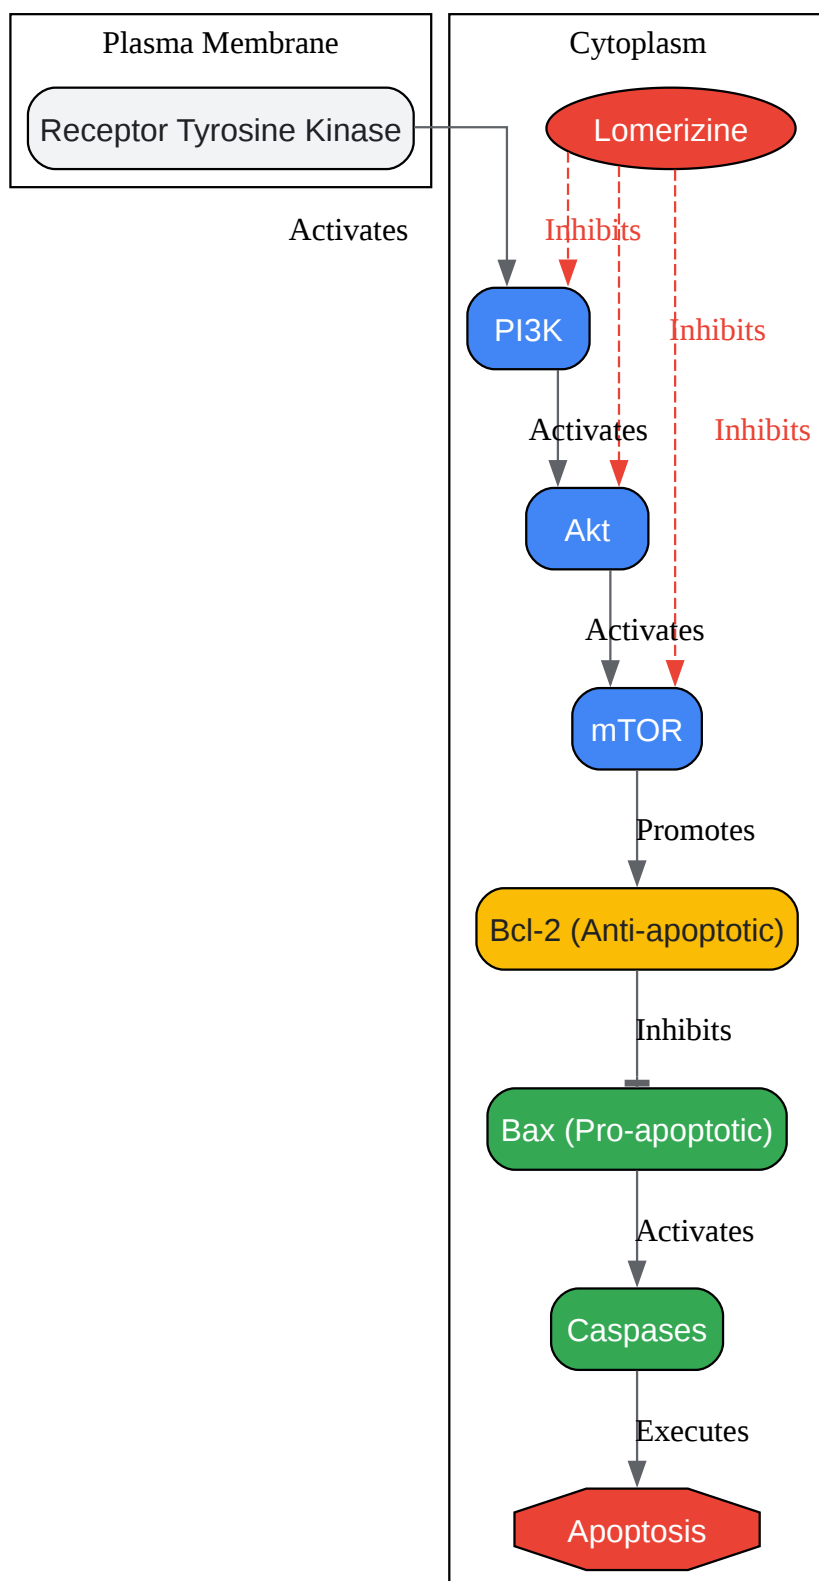 Plasma Membrane
Cytoplasm
Receptor Tyrosine Kinase
Lomerizine
Activates
Inhibits
PI3K
Inhibits
Activates
Inhibits
Akt
Activates
mTOR
Promotes
Bcl-2 (Anti-apoptotic)
Inhibits
Bax (Pro-apoptotic)
Activates
Caspases
Executes
Apoptosis